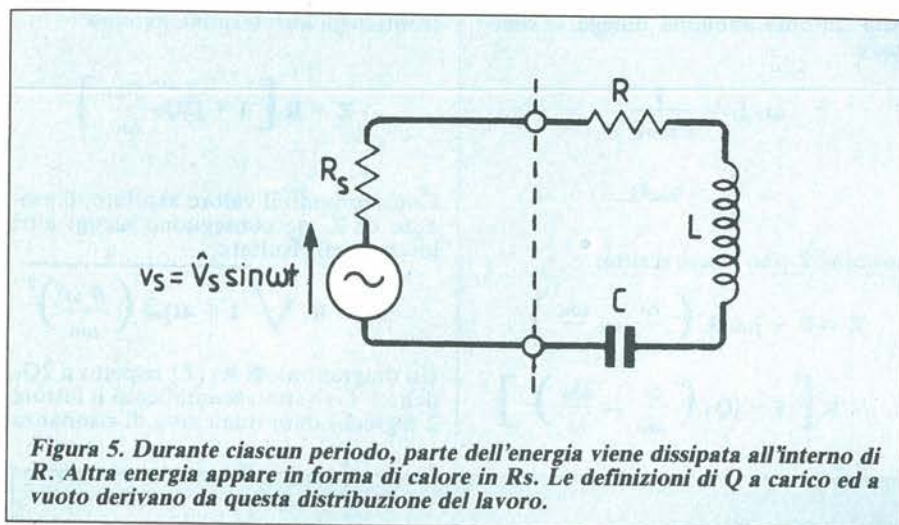 R
Rs
L
vs = V̂s sinωt
C
Figura 5. Durante ciascun periodo, parte dell'energia viene dissipata all'interno di
R. Altra energia appare in forma di calore in Rs. Le definizioni di Q a carico ed a
vuoto derivano da questa distribuzione del lavoro.